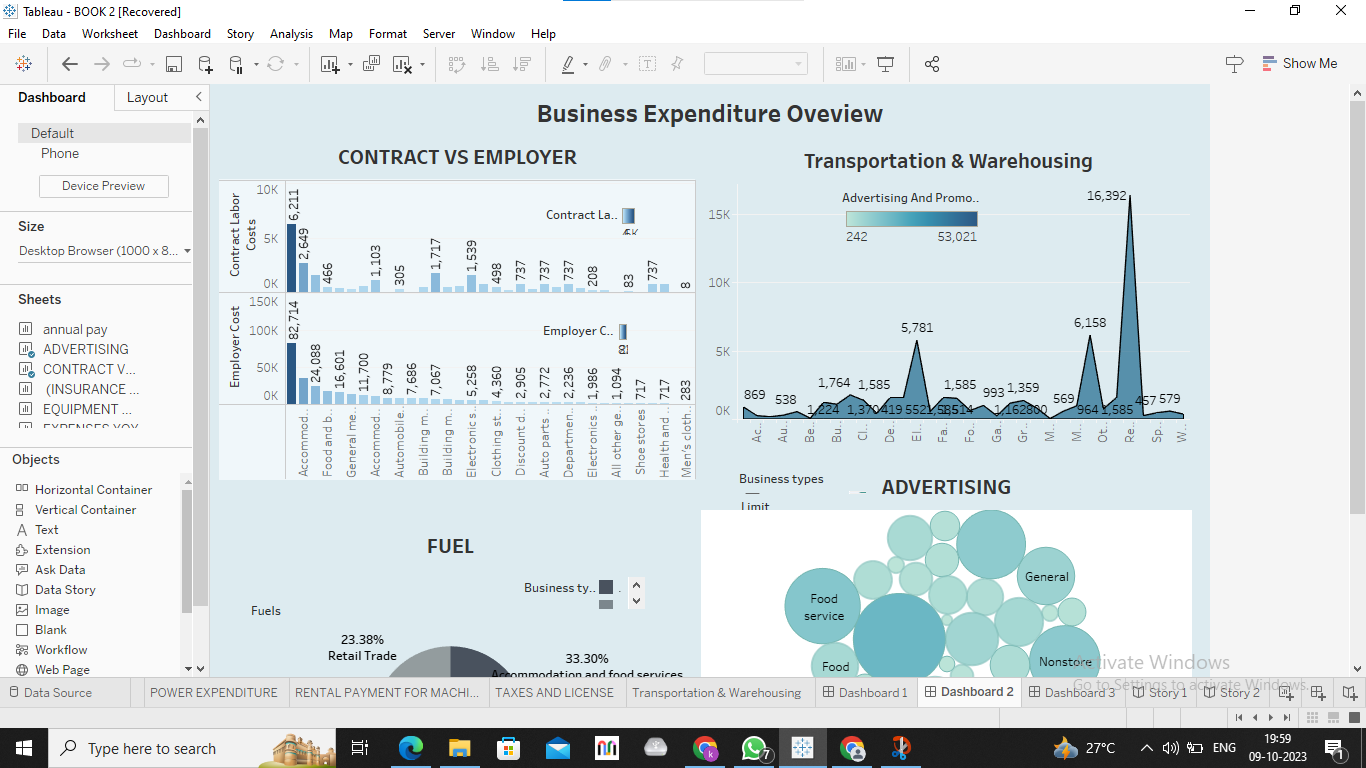 Tableau - BOOK 2 [Recovered]
File Data Worksheet Dashboard Story Analysis Map Format Server Window Help
Show Me
Dashboard Layout
Default
Phone
Device Preview
Size
Desktop Browser (1000 x 8...
Sheets
annual pay
ADVERTISING
CONTRACT V...
(INSURANCE ...
EQUIPMENT ...
EXPENSES YOY
Objects
Horizontal Container
Vertical Container
Text
Extension
Ask Data
Data Story
Image
Blank
Workflow
Web Page
Business Expenditure Oveview
CONTRACT VS EMPLOYER
Contract Labor Costs
10K
5K
0K
6,211 2,649 466 1,103 305 1,717 1,539 498 737 737 737 208 83 737 8
Contract La..
6K
Employer Cost
150K
100K
50K
0K
82,714 24,088 16,601 11,700 8,779 7,686 7,067 5,258 4,360 2,905 2,772 2,236 1,986 1,094 717 717 283
Employer C..
Accommod..
Food and b..
General me..
Accommod..
Automobile..
Building m..
Building m..
Electronic s..
Clothing st..
Discount d..
Auto parts ..
Departmen..
Electronics ..
All other ge..
Shoe stores
Health and ..
Men's cloth..
Transportation & Warehousing
Advertising And Promo..
242 53,021
15K
10K
5K
0K
869 538 1,224 1,764 1,370 1,585 419 5,781 552 1,585 1,514 993 1,162 1,359 800 569 964 6,158 1,585 16,392 457 579
Ac..
Au..
Be..
Bu..
Cl..
De..
El..
Fa..
Fo..
Ga..
Gr..
M..
M..
Ot..
Re..
Sp..
W..
Business types
Limit
ADVERTISING
General
Food
service
Food
Nonstore
FUEL
Business ty..
Fuels
23.38%
Retail Trade
33.30%
Accommodation and food services
Activate Windows
Go to Settings to activate Windows.
Data Source POWER EXPENDITURE RENTAL PAYMENT FOR MACHI... TAXES AND LICENSE Transportation & Warehousing Dashboard 1 Dashboard 2 Dashboard 3 Story 1 Story 2
Type here to search
7
27°C
ENG
19:59
09-10-2023
1